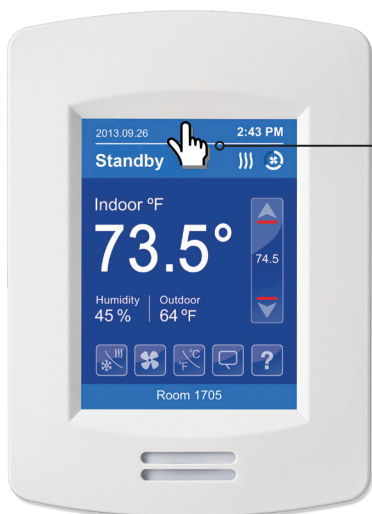 2013.09.26 2:43 PM
Standby
Indoor ºF
73.5°
74.5
Humidity Outdoor
45 % 64 ºF
°C
°F
?
Room 1705